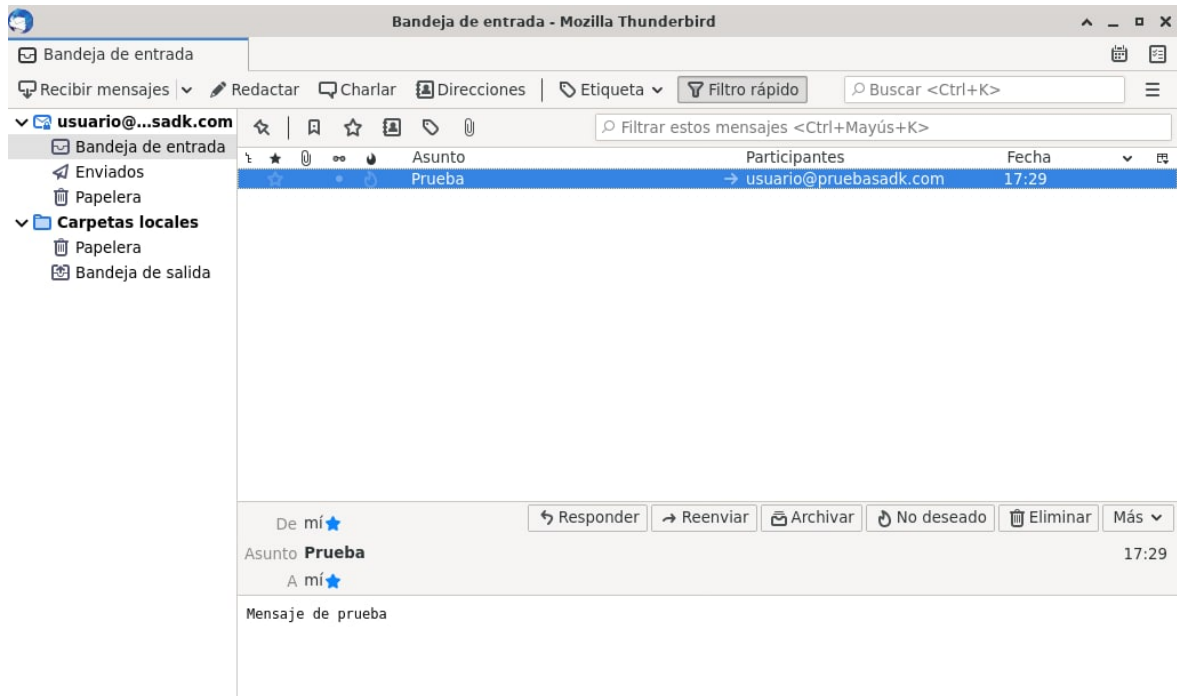 Bandeja de entrada - Mozilla Thunderbird
Bandeja de entrada
Recibir mensajes Redactar Charlar Direcciones Etiqueta Filtro rápido Buscar <Ctrl+K>
usuario@...sadk.com
Bandeja de entrada
Enviados
Papelera
Carpetas locales
Papelera
Bandeja de salida
Filtrar estos mensajes <Ctrl+Mayús+K>
Asunto Participantes Fecha
Prueba → usuario@pruebasadk.com 17:29
De mí Responder Reenviar Archivar No deseado Eliminar Más
Asunto Prueba 17:29
A mí
Mensaje de prueba